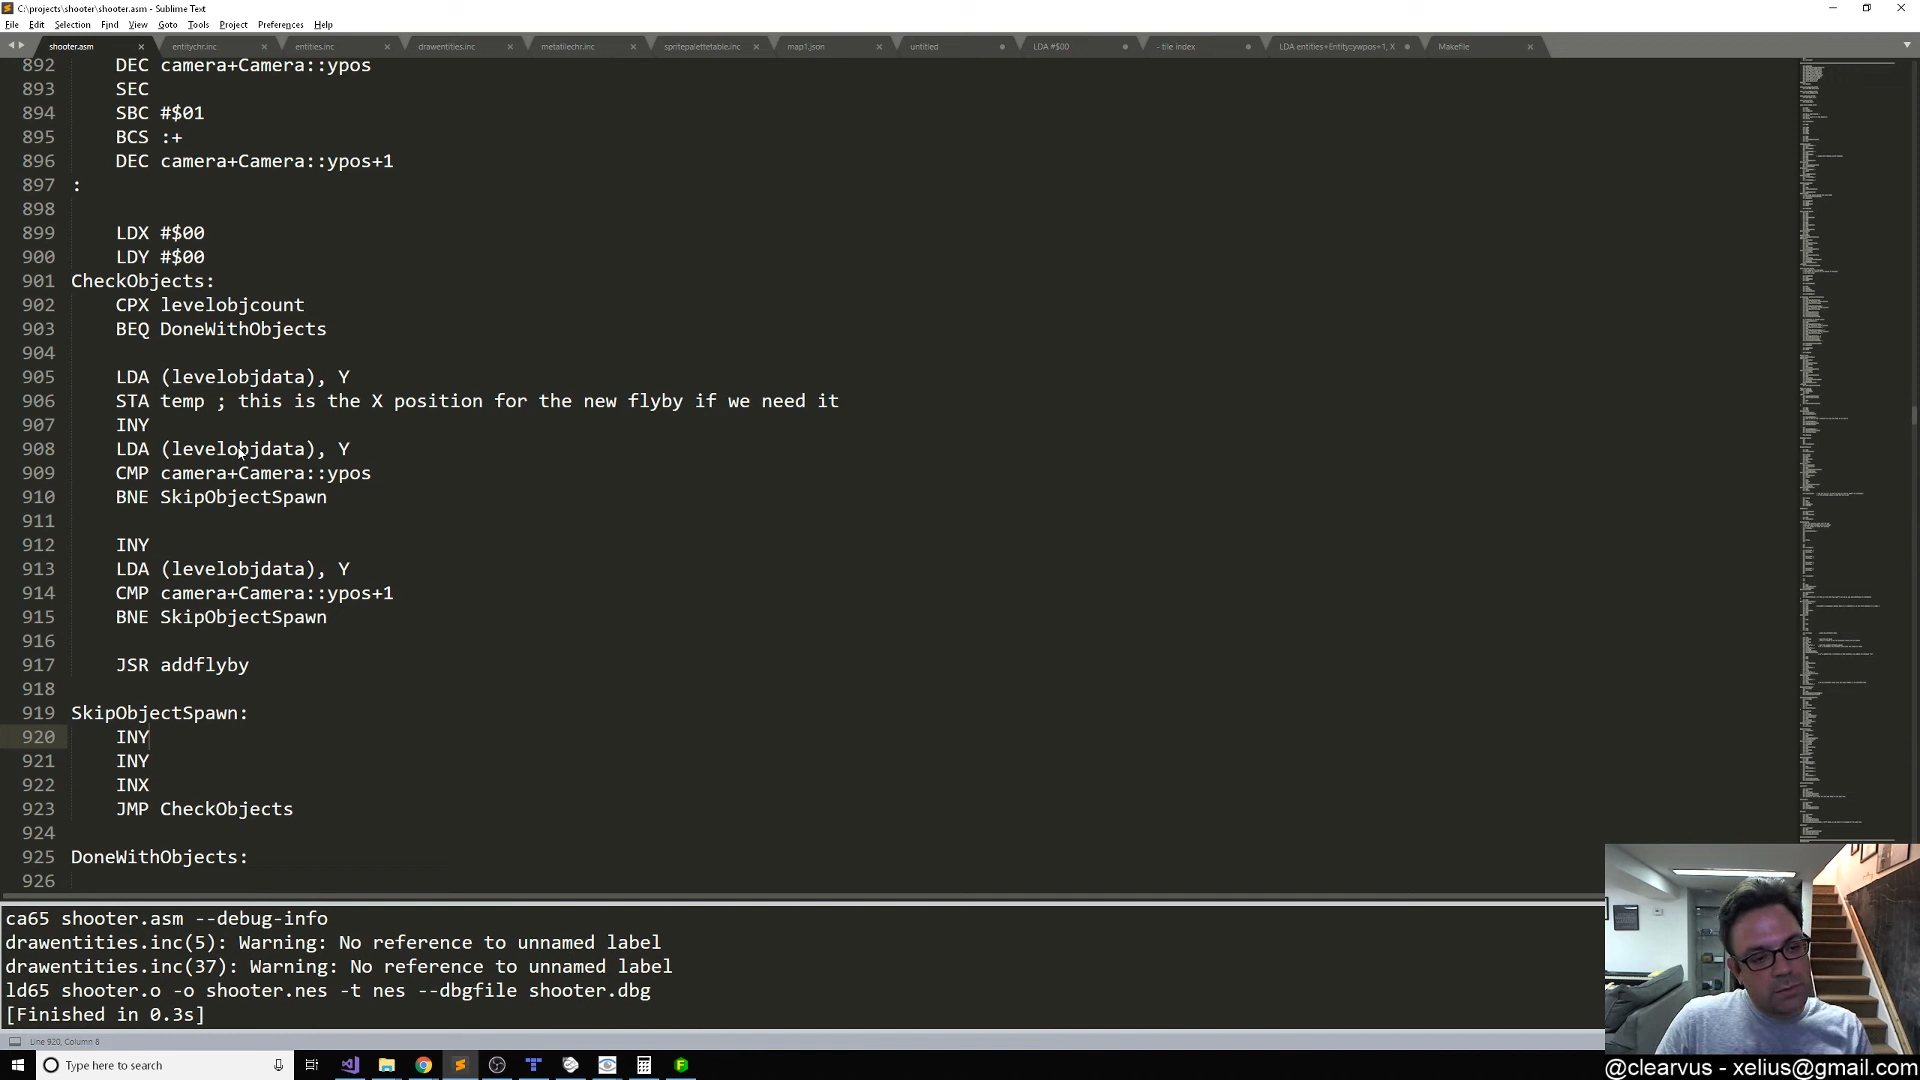 C:\projects\shooter\shooter.asm - Sublime Text
File Edit Selection Find View Goto Tools Project Preferences Help
shooter.asm entitychr.inc entities.inc drawentities.inc metatilechr.inc spritepalettetable.inc map1.json untitled LDA #$00 - tile index LDA entities+Entity:ywpos+1, X Makefile
892 DEC camera+Camera::ypos
893 SEC
894 SBC #$01
895 BCS :+
896 DEC camera+Camera::ypos+1
897 :
898
899 LDX #$00
900 LDY #$00
901 CheckObjects:
902 CPX levelobjcount
903 BEQ DoneWithObjects
904
905 LDA (levelobjdata), Y
906 STA temp ; this is the X position for the new flyby if we need it
907 INY
908 LDA (levelobjdata), Y
909 CMP camera+Camera::ypos
910 BNE SkipObjectSpawn
911
912 INY
913 LDA (levelobjdata), Y
914 CMP camera+Camera::ypos+1
915 BNE SkipObjectSpawn
916
917 JSR addflyby
918
919 SkipObjectSpawn:
920 INY
921 INY
922 INX
923 JMP CheckObjects
924
925 DoneWithObjects:
926
ca65 shooter.asm --debug-info
drawentities.inc(5): Warning: No reference to unnamed label
drawentities.inc(37): Warning: No reference to unnamed label
ld65 shooter.o -o shooter.nes -t nes --dbgfile shooter.dbg
[Finished in 0.3s]
Line 920, Column 8
Type here to search
@clearvus - xelius@gmail.com